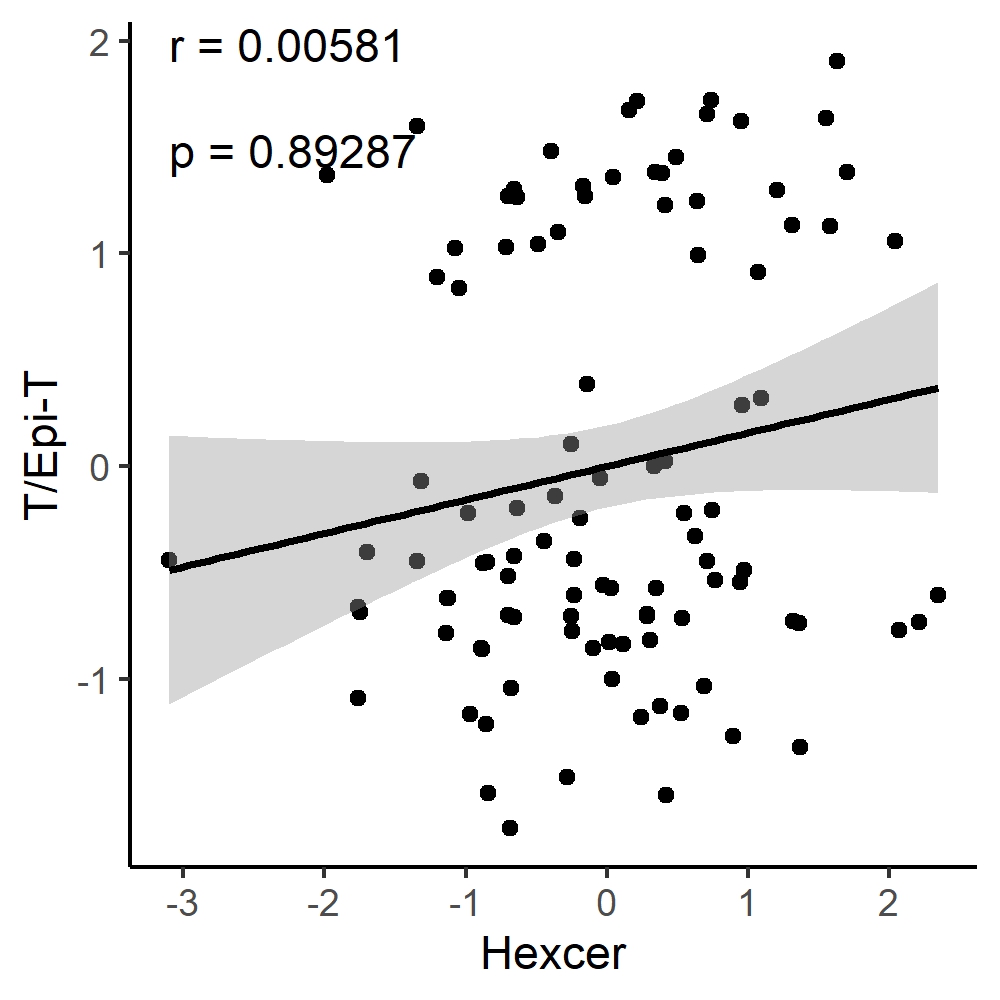 r = 0.00581
p = 0.89287
2
1
0
-1
T/Epi-T
-3 -2 -1 0 1 2
Hexcer